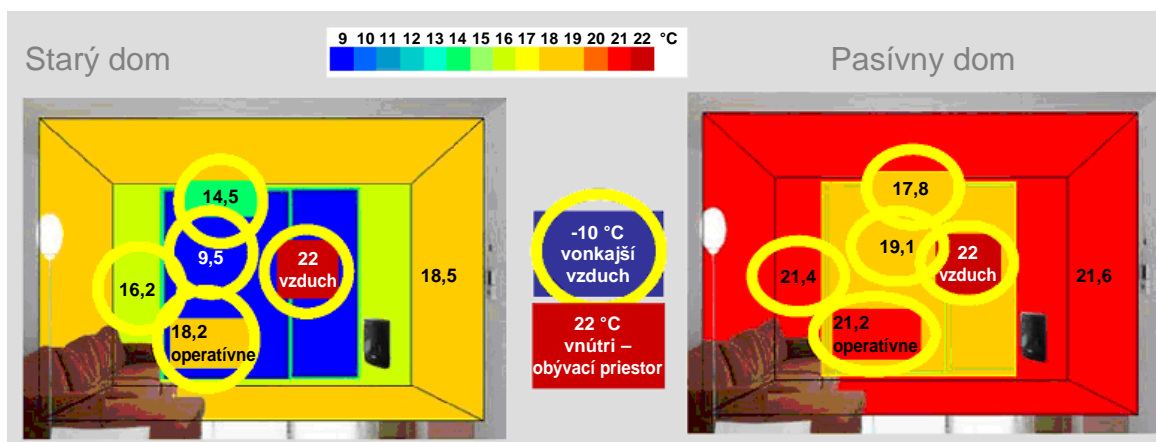 9 10 11 12 13 14 15 16 17 18 19 20 21 22 °C
Starý dom
Pasívny dom
14,5
9,5
22
vzduch
16,2
18,5
18,2
operatívne
-10 °C
vonkajší
vzduch
22 °C
vnútri –
obývací priestor
17,8
19,1
22
vzduch
21,4
21,6
21,2
operatívne